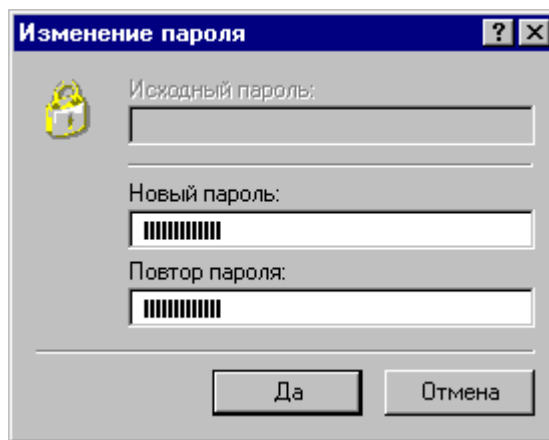 Изменение пароля
Исходный пароль:
Новый пароль:
Повтор пароля:
Да
Отмена